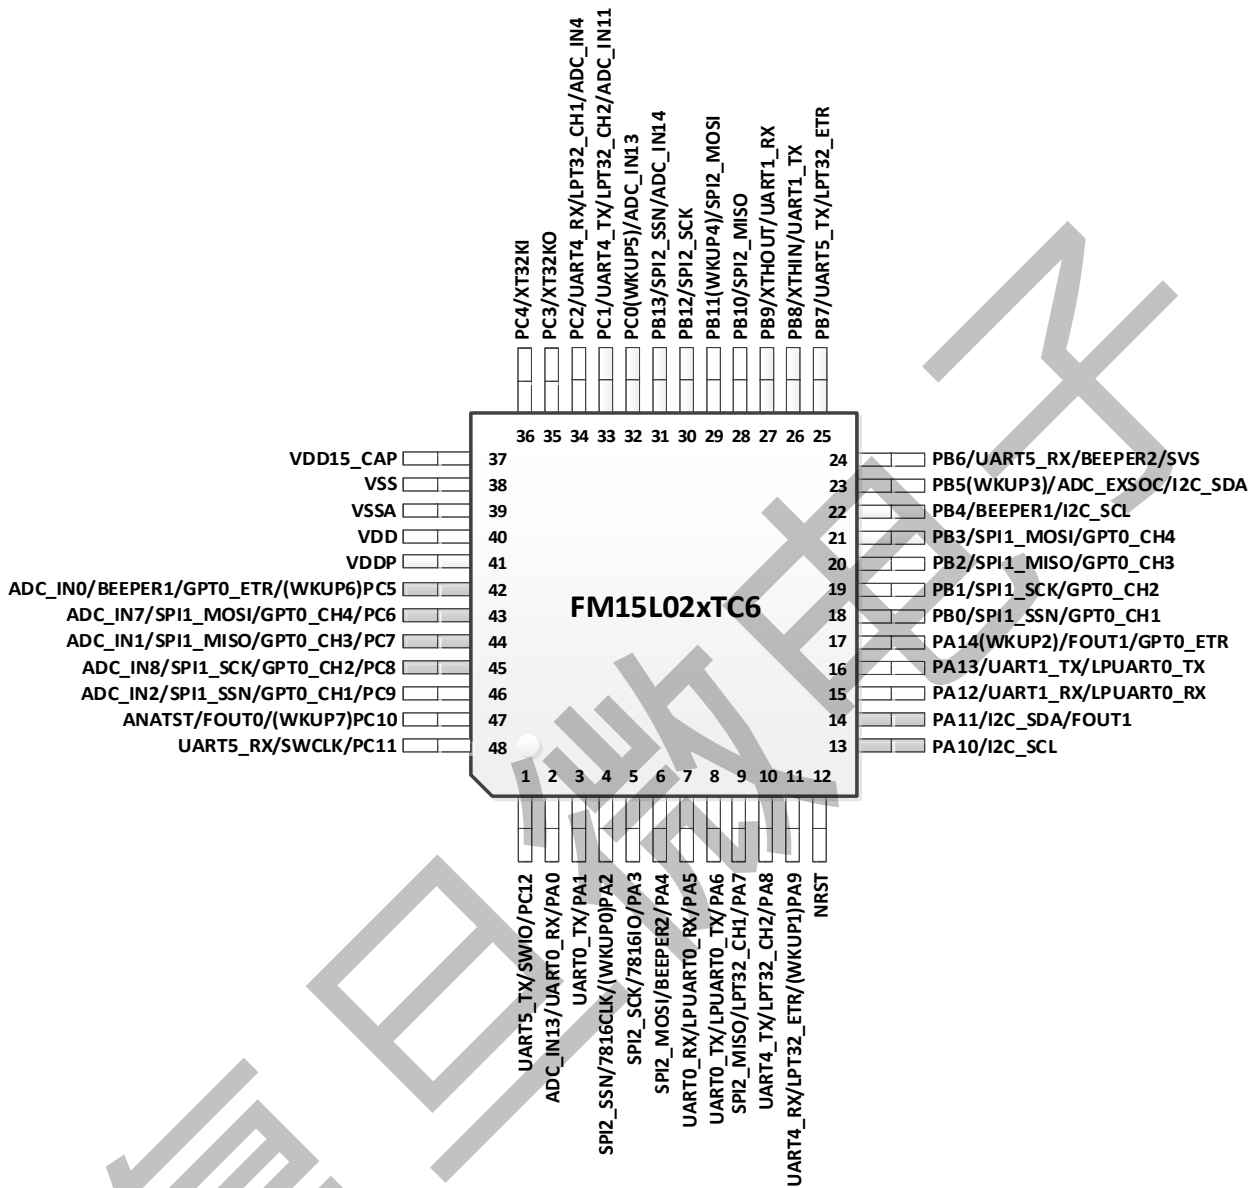 PC4/XT32KI
PC3/XT32KO
PC2/UART4_RX/LPT32_CH1/ADC_IN4
PC1/UART4_TX/LPT32_CH2/ADC_IN11
PC0(WKUP5)/ADC_IN13
PB13/SPI2_SSN/ADC_IN14
PB12/SPI2_SCK
PB11(WKUP4)/SPI2_MOSI
PB10/SPI2_MISO
PB9/XTHOUT/UART1_RX
PB8/XTHIN/UART1_TX
PB7/UART5_TX/LPT32_ETR
36 35 34 33 32 31 30 29 28 27 26 25
VDD15_CAP 37
VSS 38
VSSA 39
VDD 40
VDDP 41
ADC_IN0/BEEPER1/GPT0_ETR/(WKUP6)PC5 42
ADC_IN7/SPI1_MOSI/GPT0_CH4/PC6 43
ADC_IN1/SPI1_MISO/GPT0_CH3/PC7 44
ADC_IN8/SPI1_SCK/GPT0_CH2/PC8 45
ADC_IN2/SPI1_SSN/GPT0_CH1/PC9 46
ANATST/FOUT0/(WKUP7)PC10 47
UART5_RX/SWCLK/PC11 48
FM15L02xTC6
24 PB6/UART5_RX/BEEPER2/SVS
23 PB5(WKUP3)/ADC_EXSOC/I2C_SDA
22 PB4/BEEPER1/I2C_SCL
21 PB3/SPI1_MOSI/GPT0_CH4
20 PB2/SPI1_MISO/GPT0_CH3
19 PB1/SPI1_SCK/GPT0_CH2
18 PB0/SPI1_SSN/GPT0_CH1
17 PA14(WKUP2)/FOUT1/GPT0_ETR
16 PA13/UART1_TX/LPUART0_TX
15 PA12/UART1_RX/LPUART0_RX
14 PA11/I2C_SDA/FOUT1
13 PA10/I2C_SCL
1 2 3 4 5 6 7 8 9 10 11 12
UART5_TX/SWIO/PC12
ADC_IN13/UART0_RX/PA0
UART0_TX/PA1
SPI2_SSN/7816CLK/(WKUP0)PA2
SPI2_SCK/7816IO/PA3
SPI2_MOSI/BEEPER2/PA4
UART0_RX/LPUART0_RX/PA5
UART0_TX/LPUART0_TX/PA6
SPI2_MISO/LPT32_CH1/PA7
UART4_TX/LPT32_CH2/PA8
UART4_RX/LPT32_ETR/(WKUP1)PA9
NRST
旦微电子